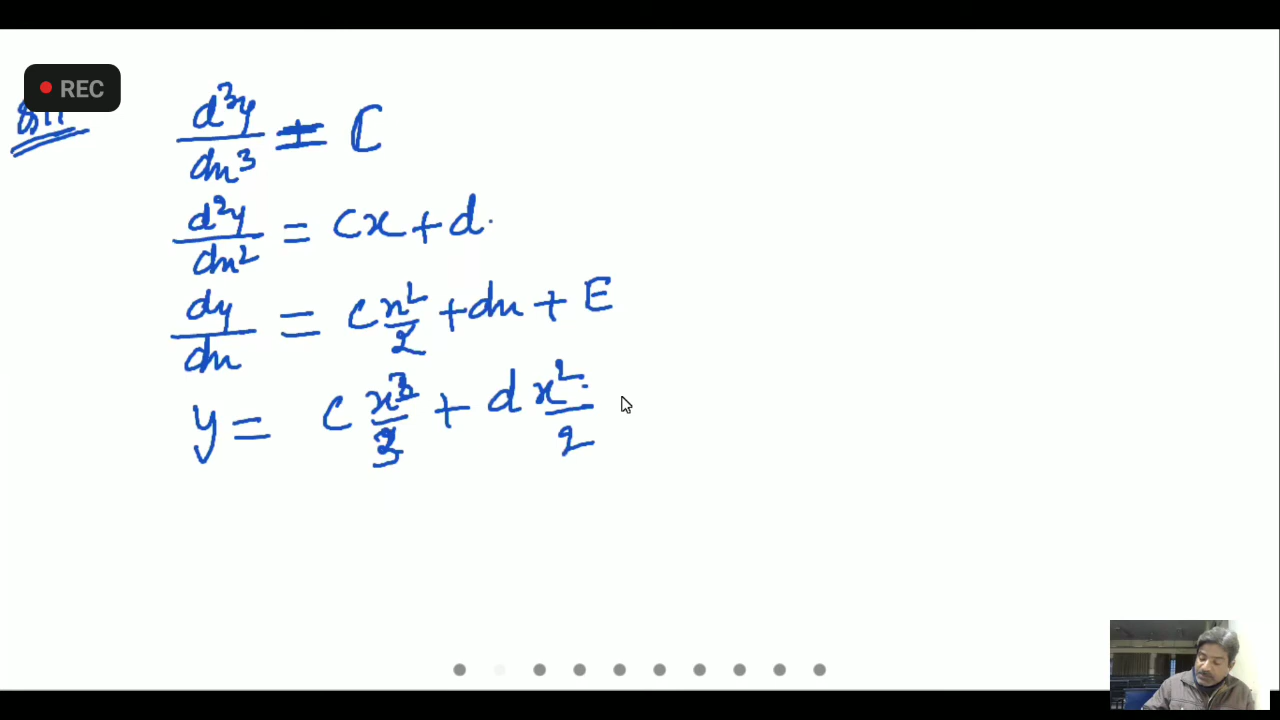 REC
d³y/dx³ = C
d²y/dx² = Cx + d.
dy/dx = C x²/2 + dx + E
y = C x³/3 + d x²/2